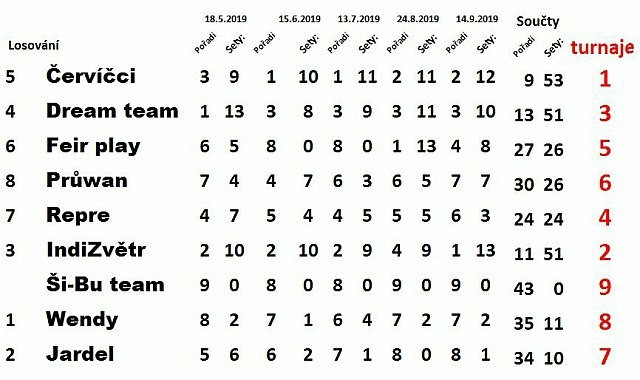 18.5.2019 15.6.2019 13.7.2019 24.8.2019 14.9.2019 Součty
Losování Pořadí Sety: Pořadí Sety: Pořadí Sety: Pořadí Sety: Pořadí Sety: Pořadí Sety: turnaje
5 Červíčci 3 9 1 10 1 11 2 11 2 12 9 53 1
4 Dream team 1 13 3 8 3 9 3 11 3 10 13 51 3
6 Feir play 6 5 8 0 8 0 1 13 4 8 27 26 5
8 Průwan 7 4 4 7 6 3 6 5 7 7 30 26 6
7 Repre 4 7 5 4 4 5 5 5 6 3 24 24 4
3 IndiZvětr 2 10 2 10 2 9 4 9 1 13 11 51 2
Ši-Bu team 9 0 8 0 8 0 9 0 9 0 43 0 9
1 Wendy 8 2 7 1 6 4 7 2 7 2 35 11 8
2 Jardel 5 6 6 2 7 1 8 0 8 1 34 10 7